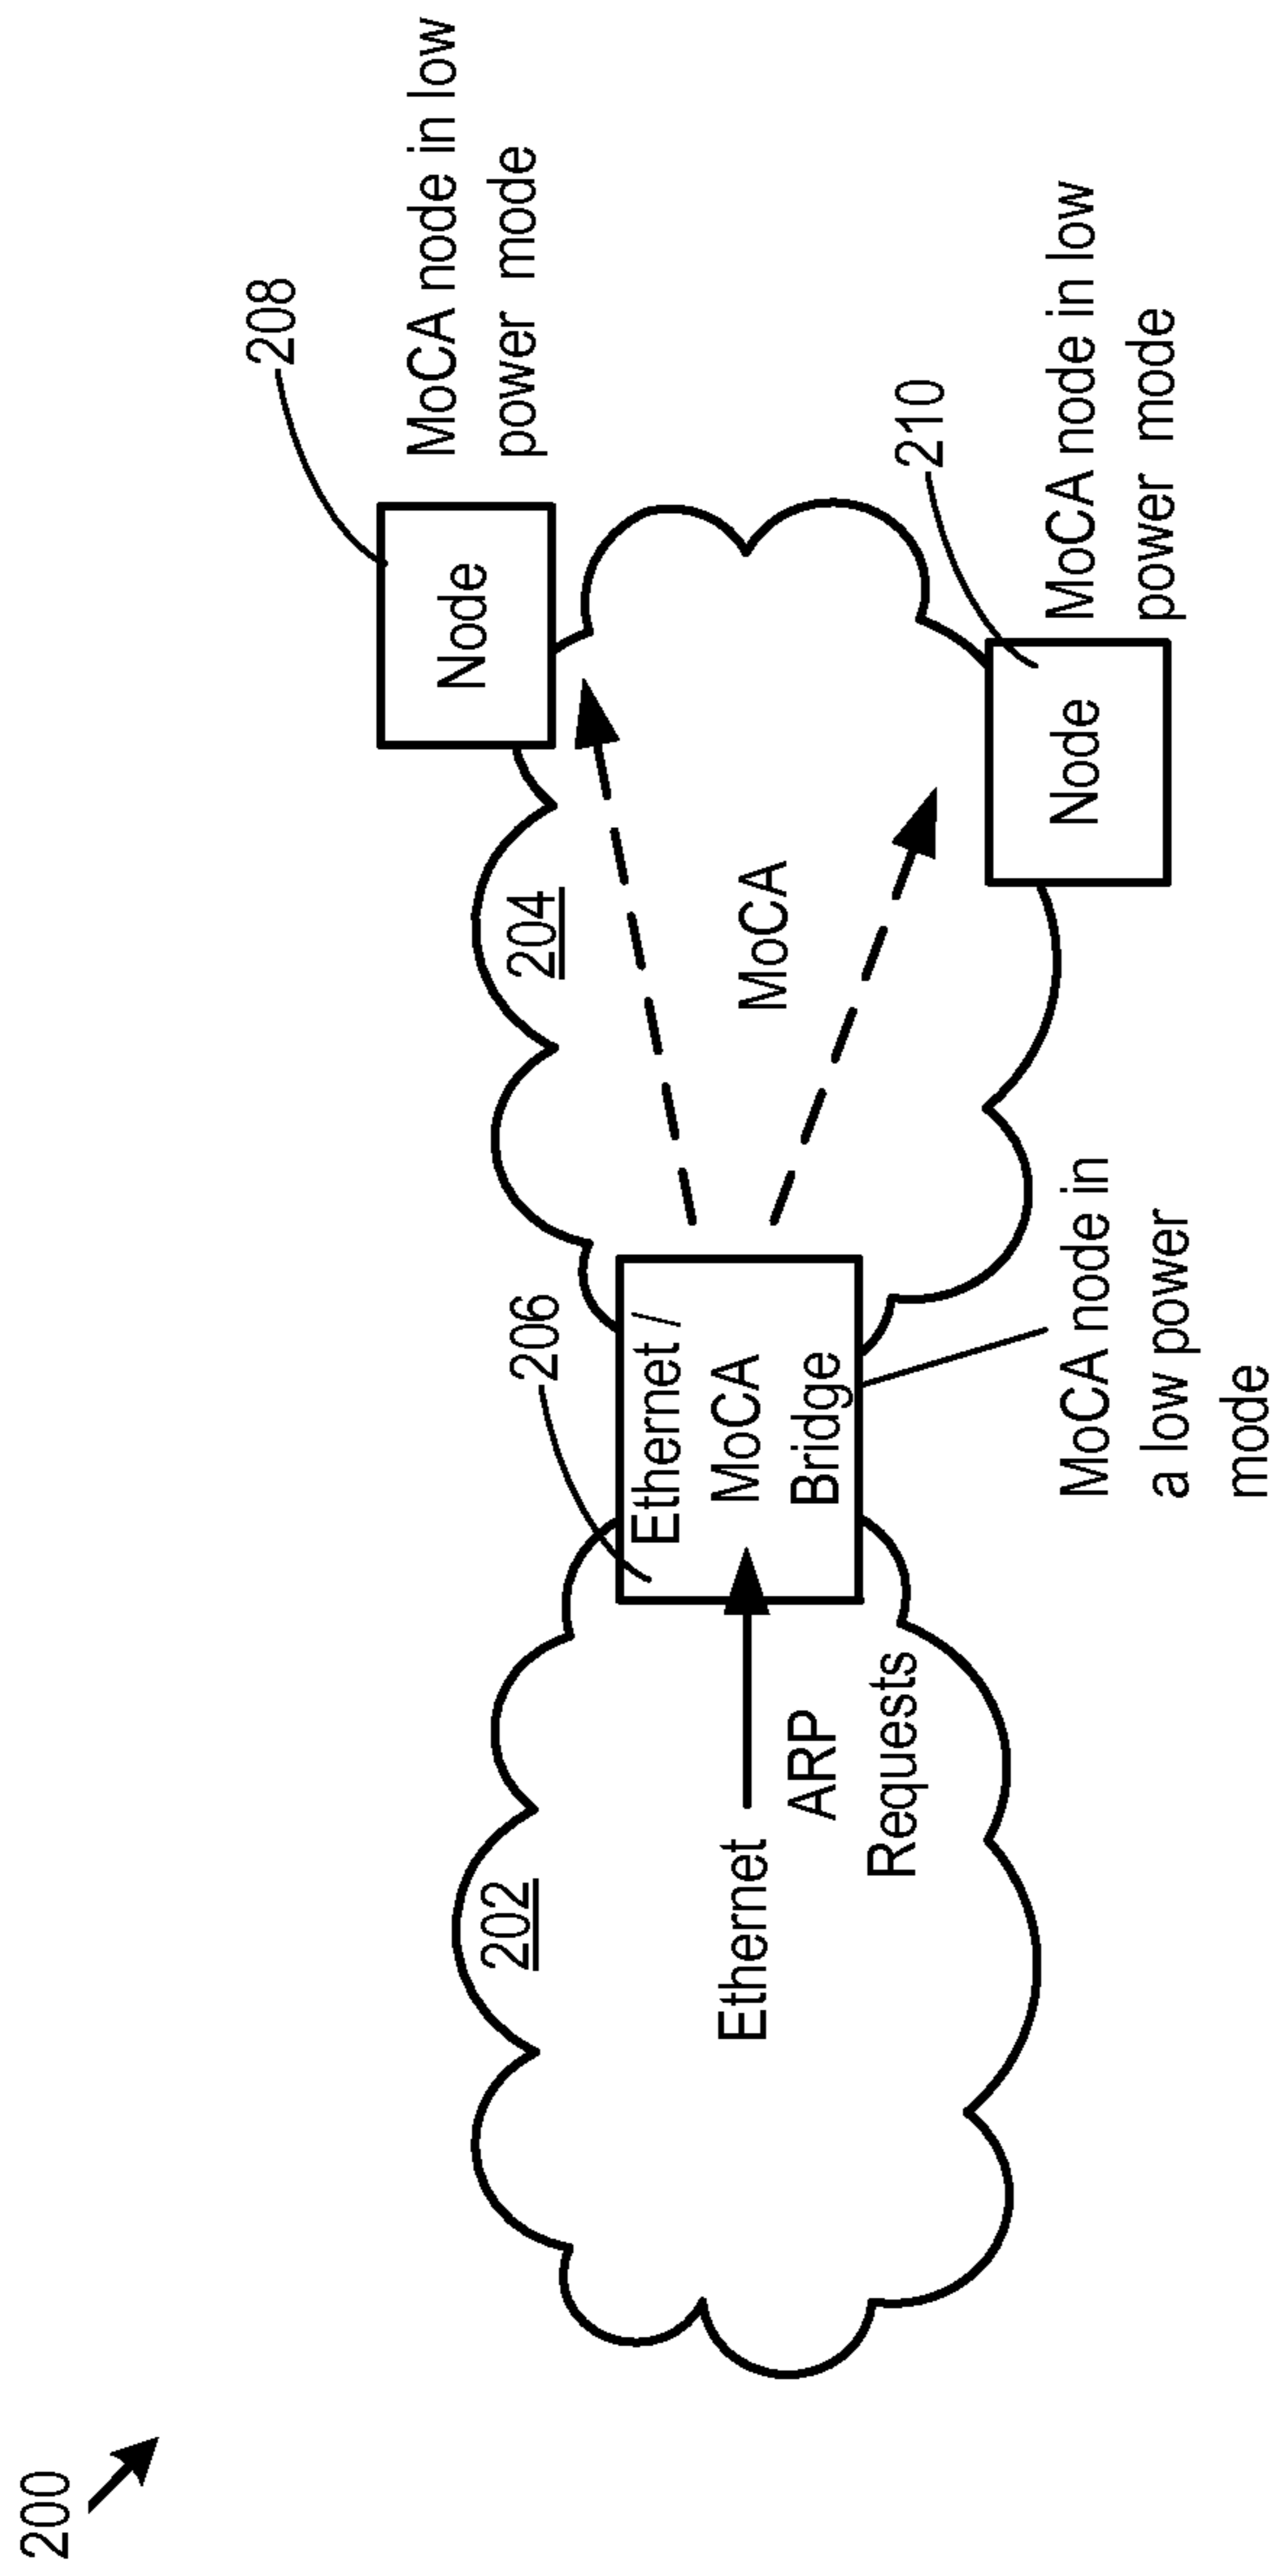 200
202
Ethernet
ARP
Requests
206
Ethernet /
MoCA
Bridge
MoCA node in
a low power
mode
204
MoCA
208
Node
MoCA node in low
power mode
210
Node
MoCA node in low
power mode